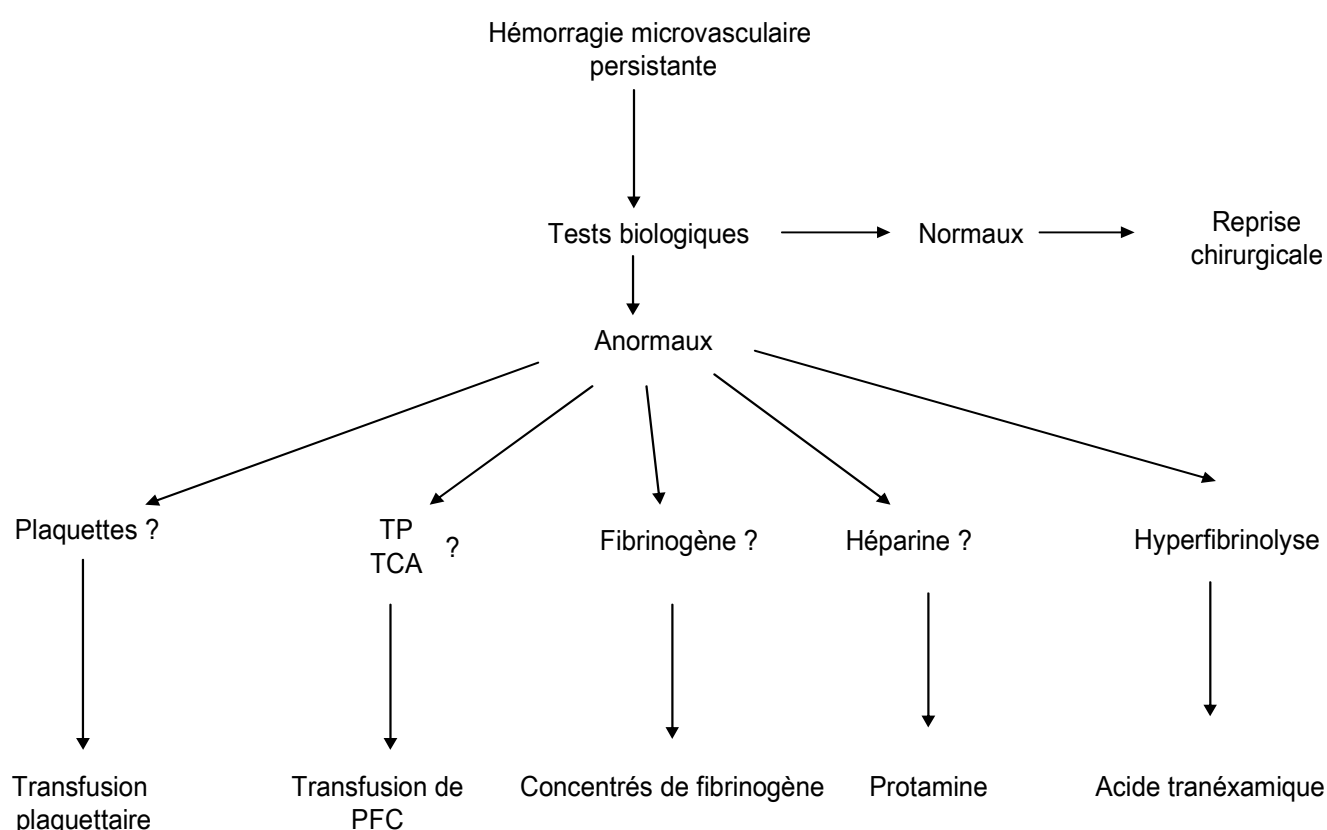 Hémorragie microvasculaire
persistante
Tests biologiques
Normaux
Reprise
chirurgicale
Anormaux
Plaquettes ?
TP
TCA
?
Fibrinogène ?
Héparine ?
Hyperfibrinolyse
Transfusion
plaquettaire
Transfusion de
PFC
Concentrés de fibrinogène
Protamine
Acide tranéxamique